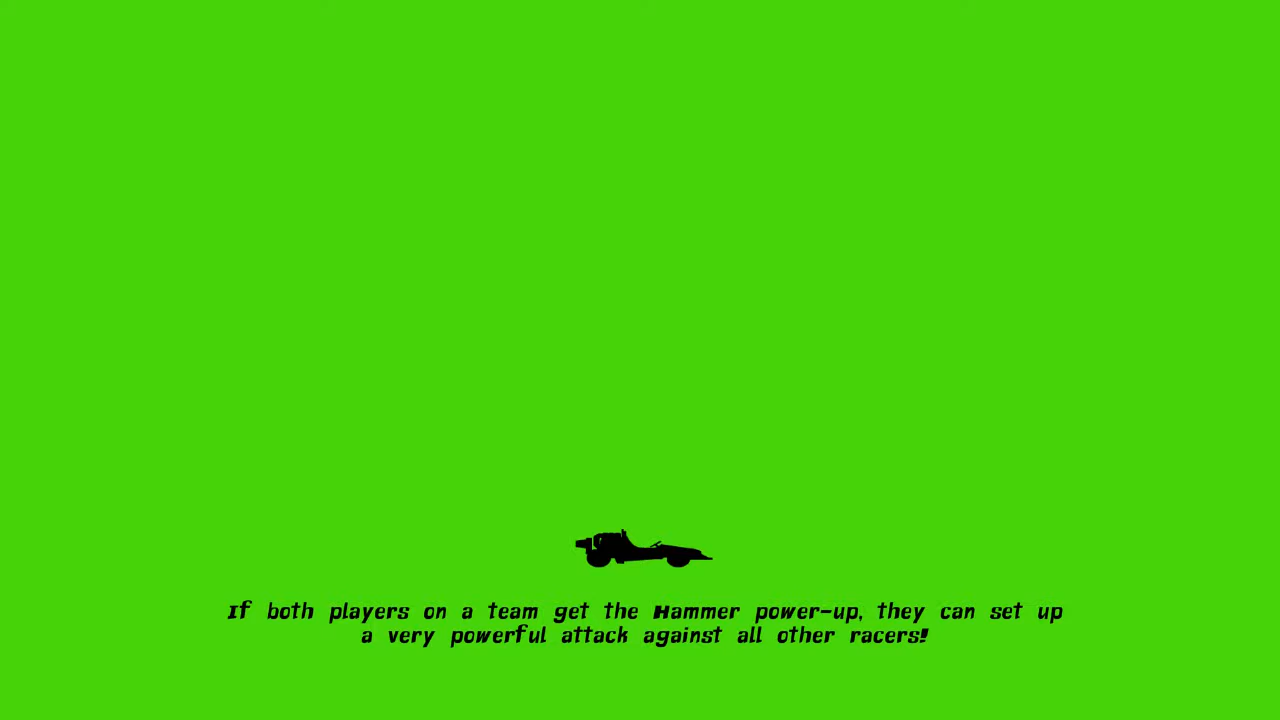 If both players on a team get the Hammer power-up, they can set up
a very powerful attack against all other racers!